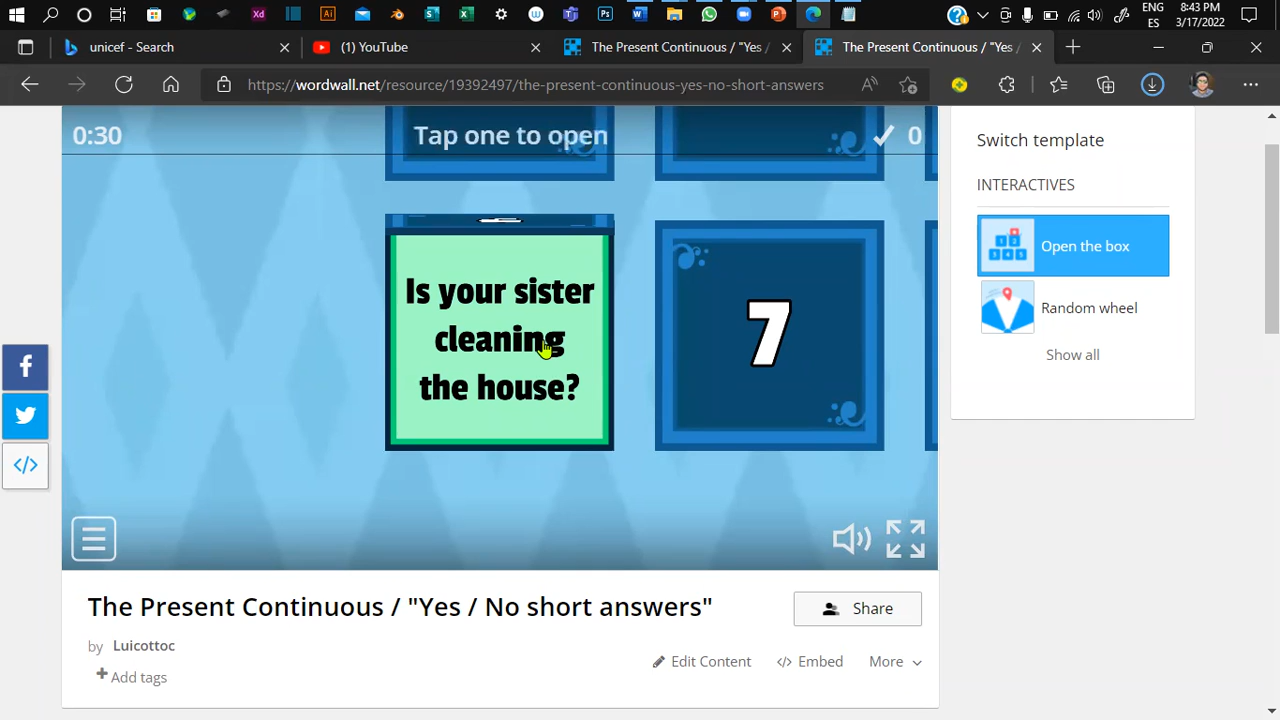 8:43 PM
ENG
ES
3/17/2022
unicef - Search
(1) YouTube
The Present Continuous / "Yes /
The Present Continuous / "Yes /
https://wordwall.net/resource/19392497/the-present-continuous-yes-no-short-answers
0:30
Tap one to open
0
Is your sister
cleaning
the house?
7
Switch template
INTERACTIVES
Open the box
Random wheel
Show all
The Present Continuous / "Yes / No short answers"
Share
by Luicottoc
Add tags
Edit Content
Embed
More